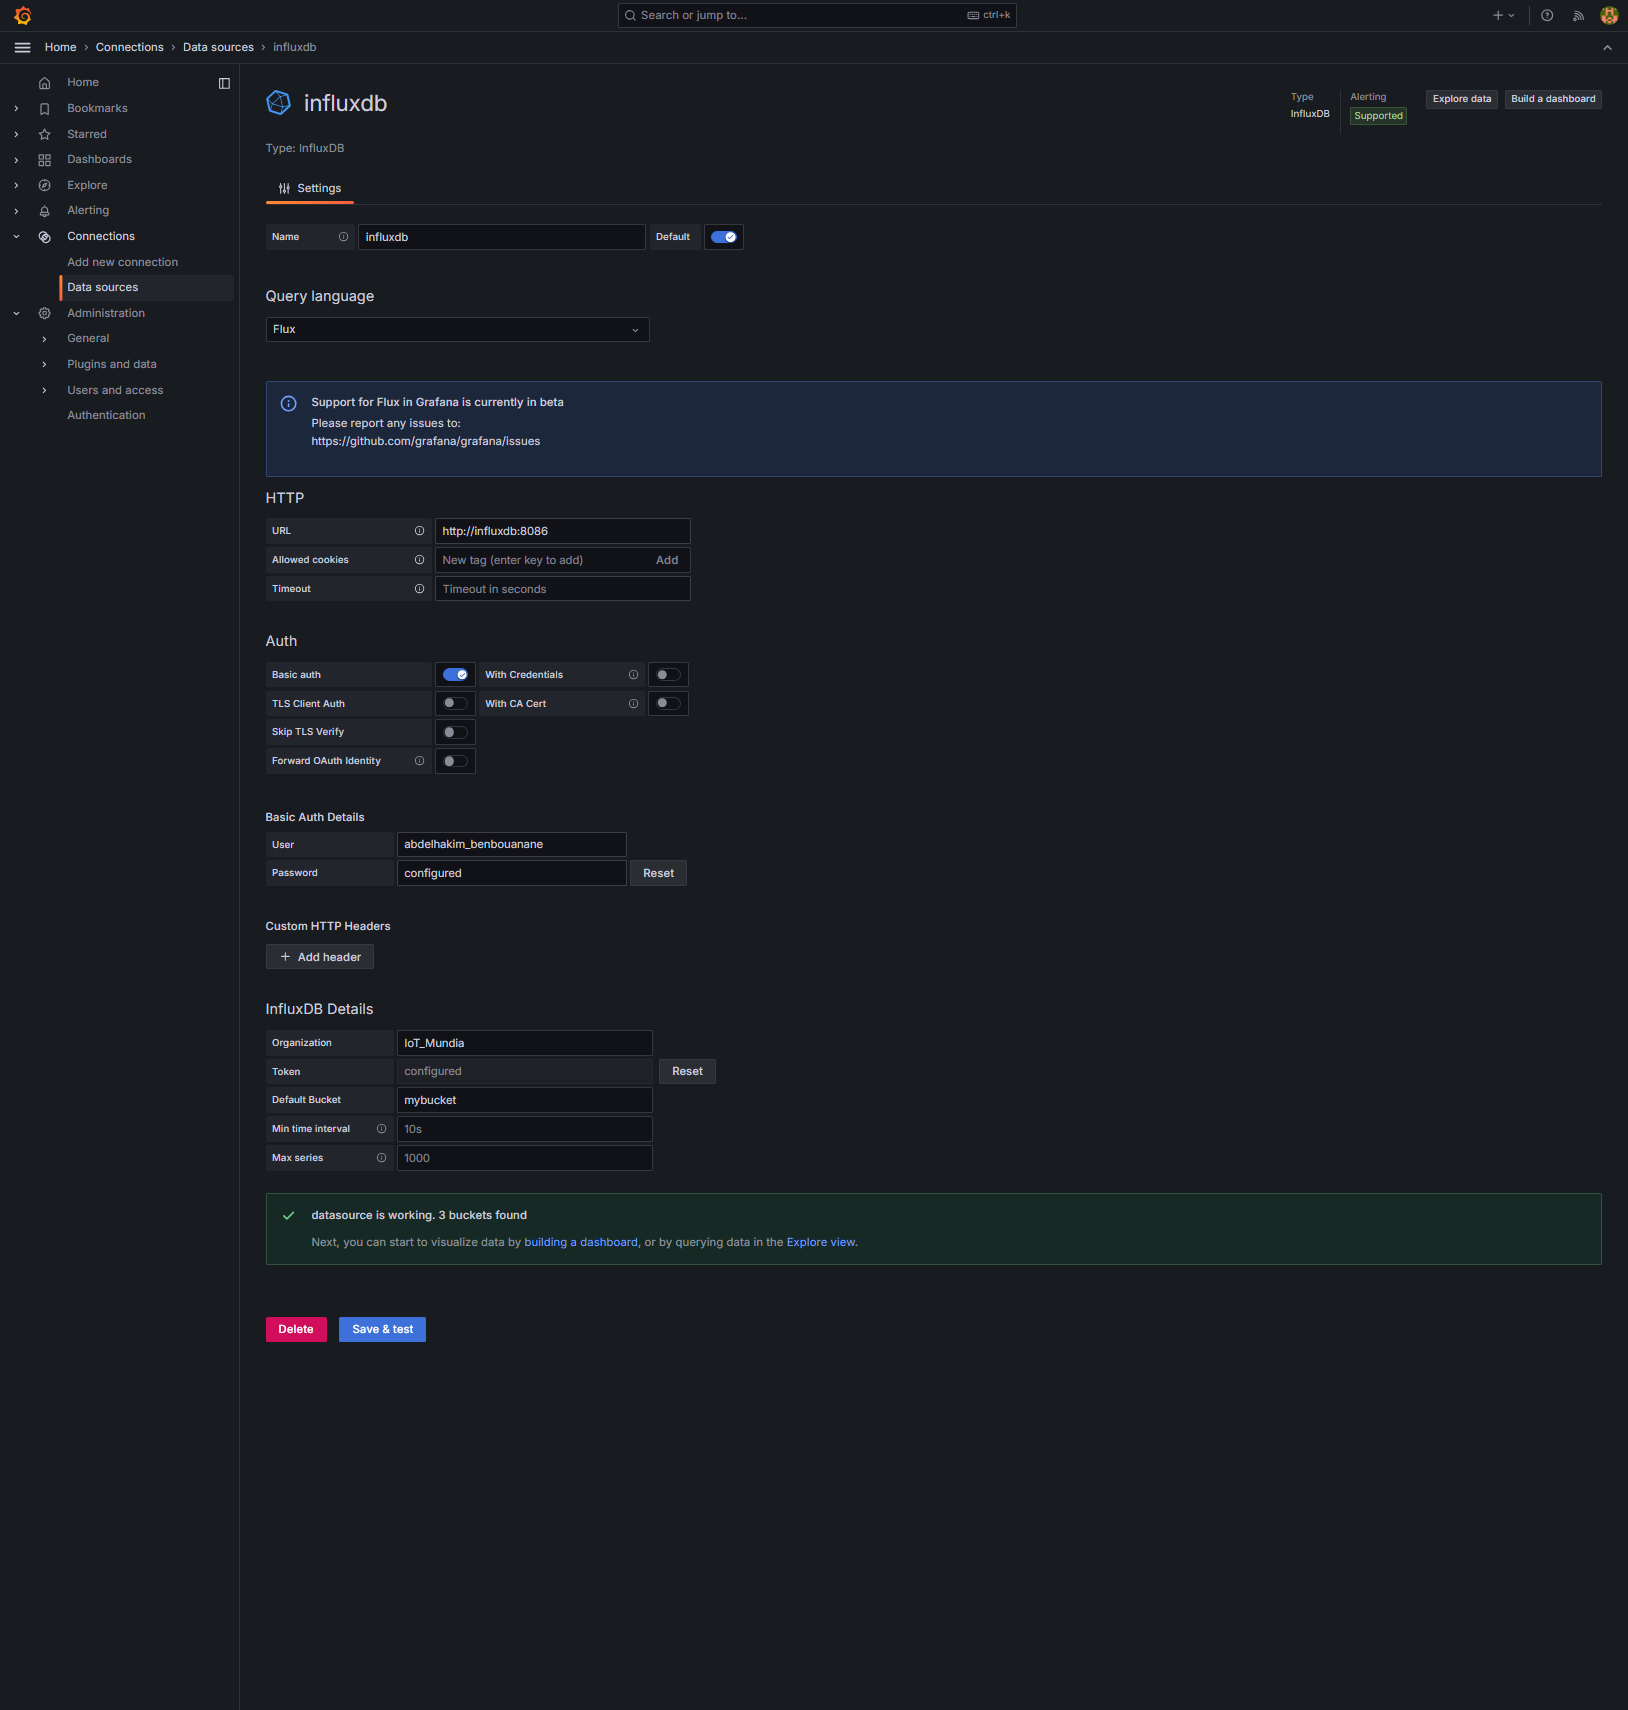 Search or jump to...
ctrl+k
Home › Connections › Data sources › influxdb
Home
Bookmarks
Starred
Dashboards
Explore
Alerting
Connections
Add new connection
Data sources
Administration
General
Plugins and data
Users and access
Authentication
influxdb
Type
InfluxDB
Alerting
Supported
Explore data
Build a dashboard
Type: InfluxDB
Settings
Name influxdb Default
Query language
Flux
Support for Flux in Grafana is currently in beta
Please report any issues to:
https://github.com/grafana/grafana/issues
HTTP
URL http://influxdb:8086
Allowed cookies New tag (enter key to add) Add
Timeout Timeout in seconds
Auth
Basic auth With Credentials
TLS Client Auth With CA Cert
Skip TLS Verify
Forward OAuth Identity
Basic Auth Details
User abdelhakim_benbouanane
Password configured Reset
Custom HTTP Headers
Add header
InfluxDB Details
Organization IoT_Mundia
Token configured Reset
Default Bucket mybucket
Min time interval 10s
Max series 1000
datasource is working. 3 buckets found
Next, you can start to visualize data by building a dashboard, or by querying data in the Explore view.
Delete Save & test